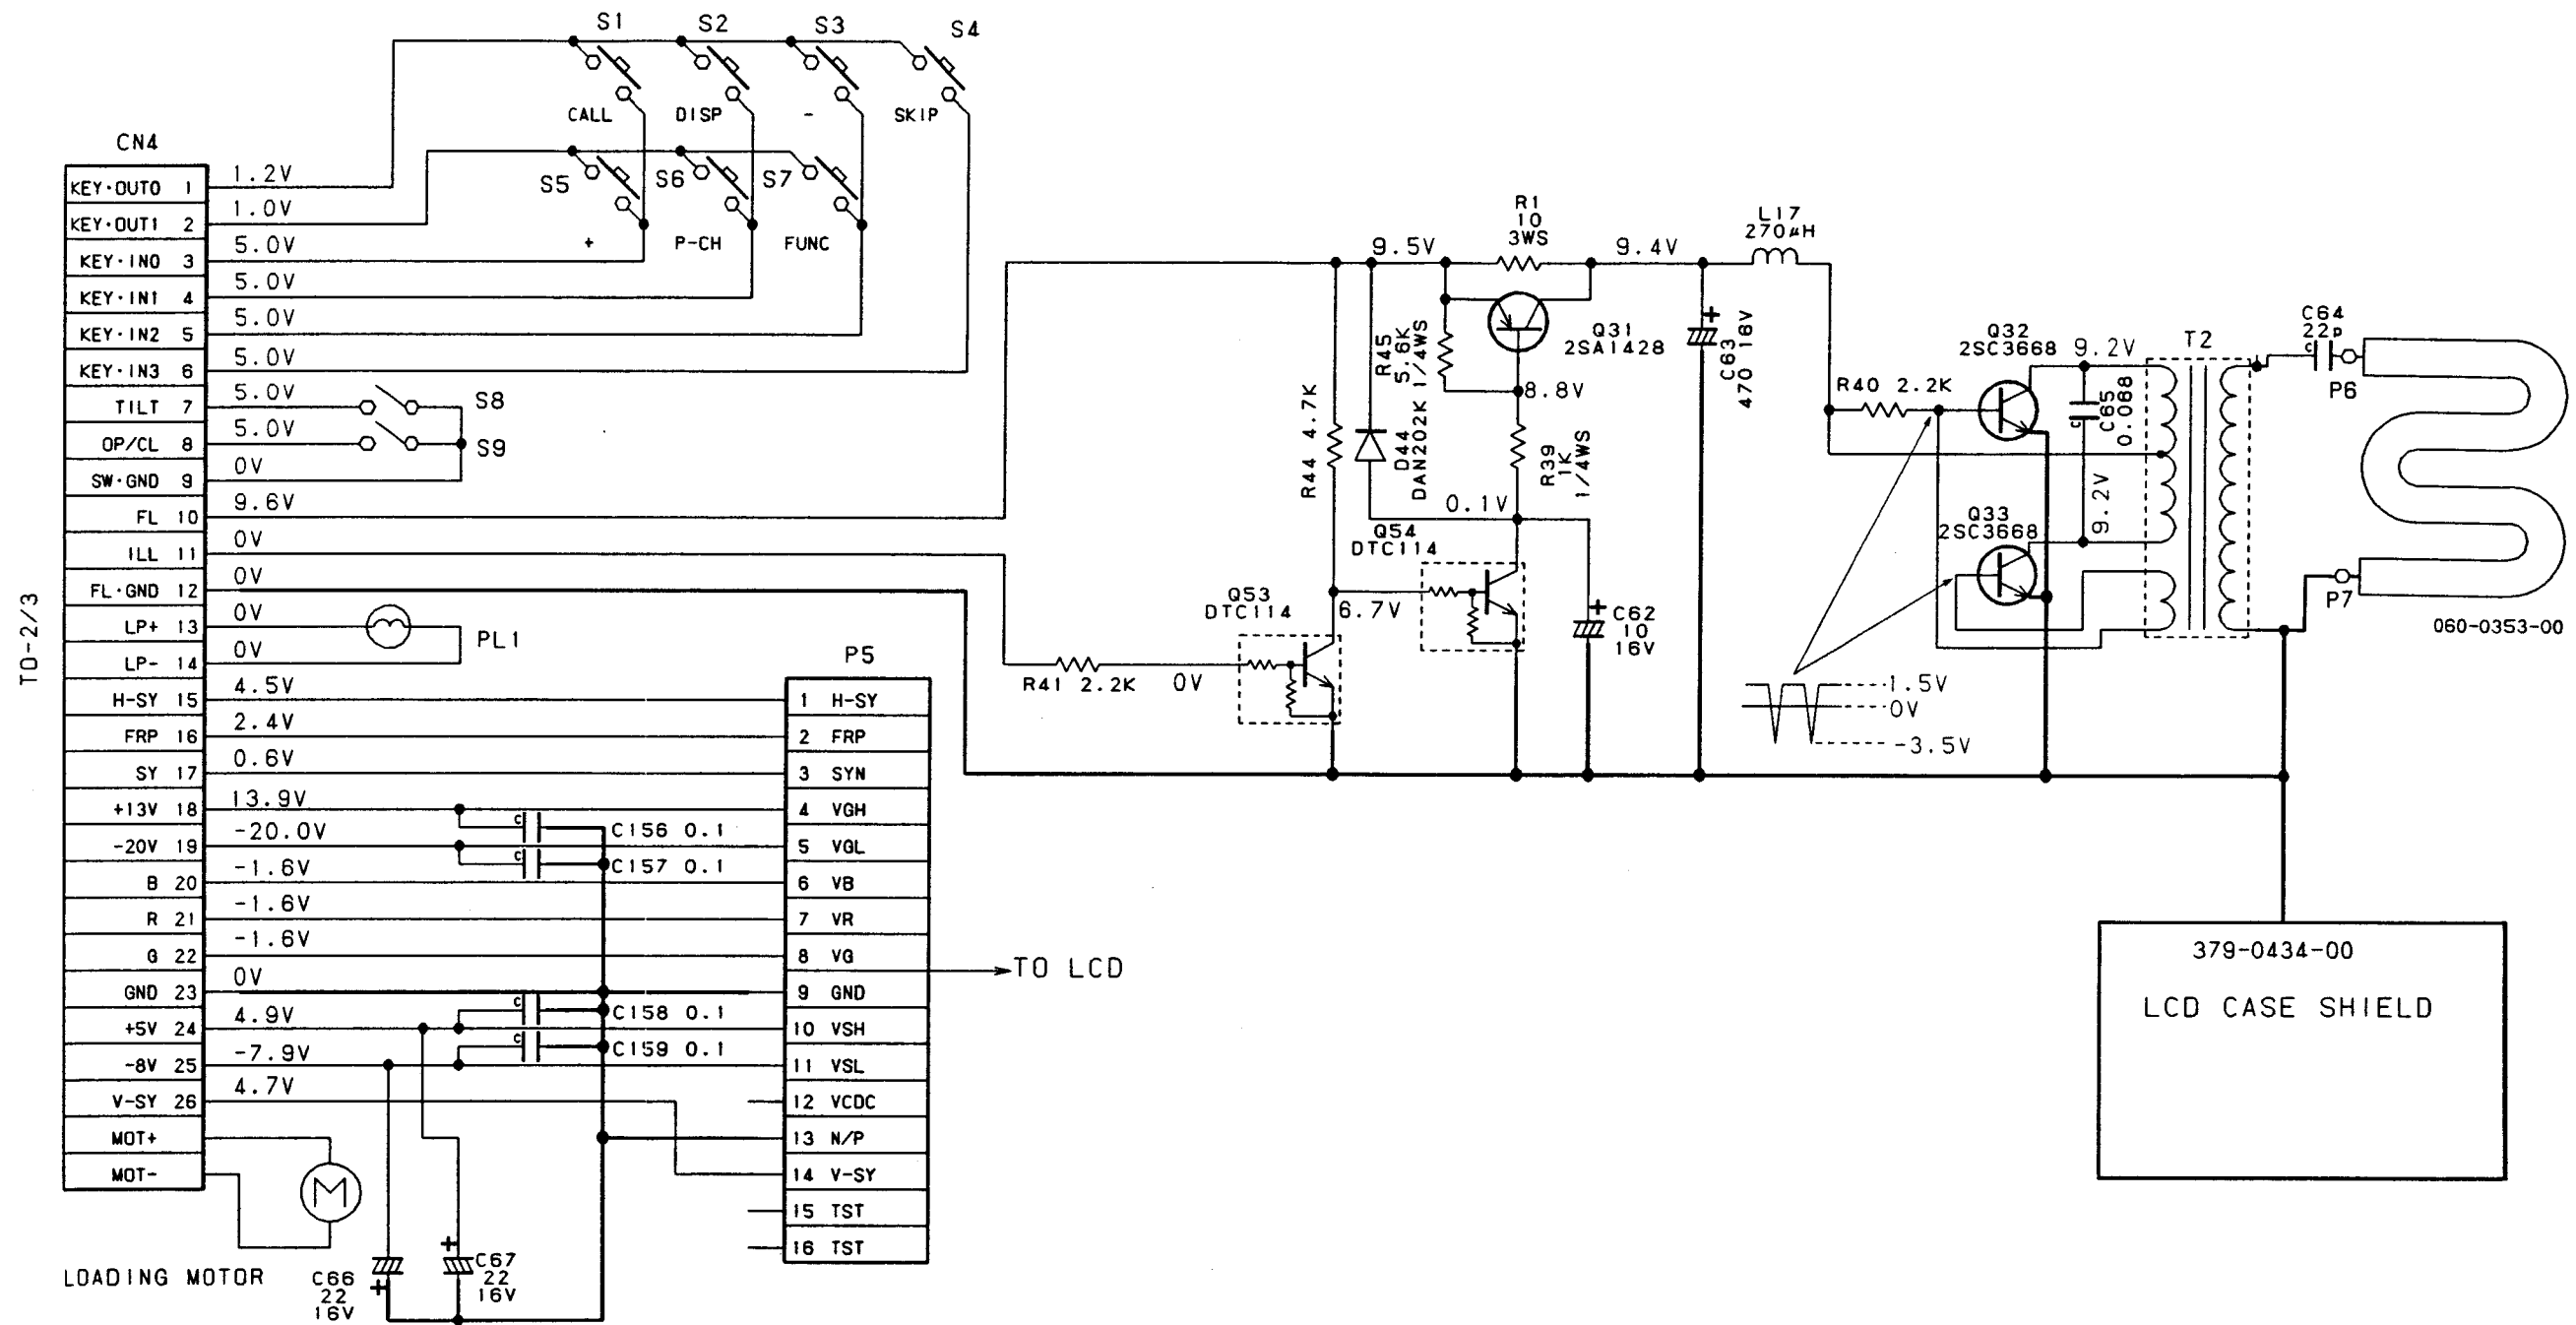 TO-2/3
CN4
KEY·OUT0 1 1.2V
KEY·OUT1 2 1.0V
KEY·IN0 3 5.0V
KEY·IN1 4 5.0V
KEY·IN2 5 5.0V
KEY·IN3 6 5.0V
TILT 7 5.0V
OP/CL 8 5.0V
SW·GND 9 0V
FL 10 9.6V
ILL 11 0V
FL·GND 12 0V
LP+ 13 0V
LP- 14 0V
H-SY 15 4.5V
FRP 16 2.4V
SY 17 0.6V
+13V 18 13.9V
-20V 19 -20.0V
B 20 -1.6V
R 21 -1.6V
G 22 -1.6V
GND 23 0V
+5V 24 4.9V
-8V 25 -7.9V
V-SY 26 4.7V
MOT+
MOT-
M
LOADING MOTOR
S1
S2
S3
S4
CALL
DISP
-
SKIP
S5
S6
S7
+
P-CH
FUNC
S8
S9
PL1
C156 0.1
C157 0.1
C158 0.1
C159 0.1
C66
22
16V
C67
22
16V
P5
1 H-SY
2 FRP
3 SYN
4 VGH
5 VGL
6 VB
7 VR
8 VG
9 GND
10 VSH
11 VSL
12 VCDC
13 N/P
14 V-SY
15 TST
16 TST
TO LCD
R41 2.2K
0V
Q53
DTC114
6.7V
Q54
DTC114
R44 4.7K
D44
DAN202K
R45
5.6K
1/4WS
9.5V
R1
10
3WS
9.4V
Q31
2SA1428
8.8V
R39
1K
1/4WS
0.1V
C62
10
16V
C63
470 16V
L17
270μH
R40 2.2K
Q32
2SC3668
9.2V
C65
0.068
9.2V
Q33
2SC3668
T2
1.5V
0V
-3.5V
C64
22p
P6
P7
060-0353-00
379-0434-00
LCD CASE SHIELD